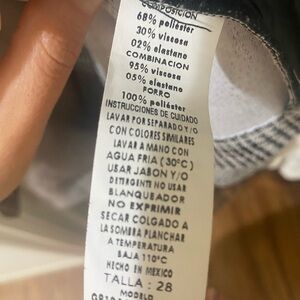 COMPOSICIÓN
68% poliéster
30% viscosa
02% elastano
COMBINACION
95% viscosa
05% elastano
FORRO
100% poliéster
INSTRUCCIONES DE CUIDADO
LAVAR POR SEPARADO Y/O
CON COLORES SIMILARES
LAVAR A MANO CON
AGUA FRIA (30°C)
USAR JABON Y/O
DETERGENTE NO USAR
BLANQUEADOR
NO EXPRIMIR
SECAR COLGADO A
LA SOMBRA PLANCHAR
A TEMPERATURA
BAJA 110°C
HECHO EN MEXICO
TALLA: 28
MODELO